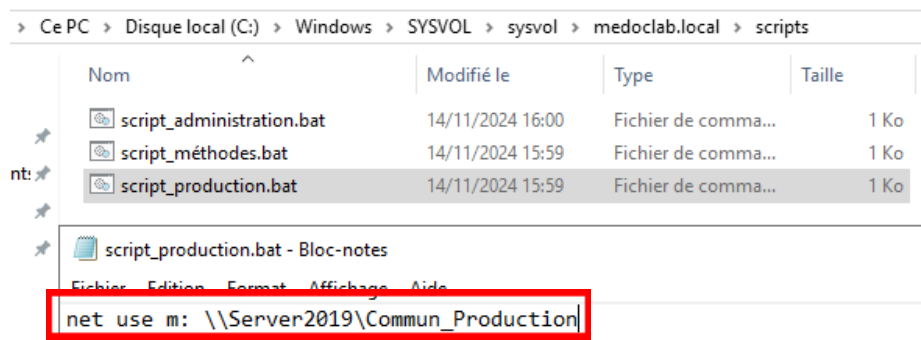 > Ce PC > Disque local (C:) > Windows > SYSVOL > sysvol > medoclab.local > scripts
Nom Modifié le Type Taille
script_administration.bat 14/11/2024 16:00 Fichier de comma... 1 Ko
script_méthodes.bat 14/11/2024 15:59 Fichier de comma... 1 Ko
nts
script_production.bat 14/11/2024 15:59 Fichier de comma... 1 Ko
script_production.bat - Bloc-notes
Fichier Edition Format Affichage Aide
net use m: \\Server2019\Commun_Production